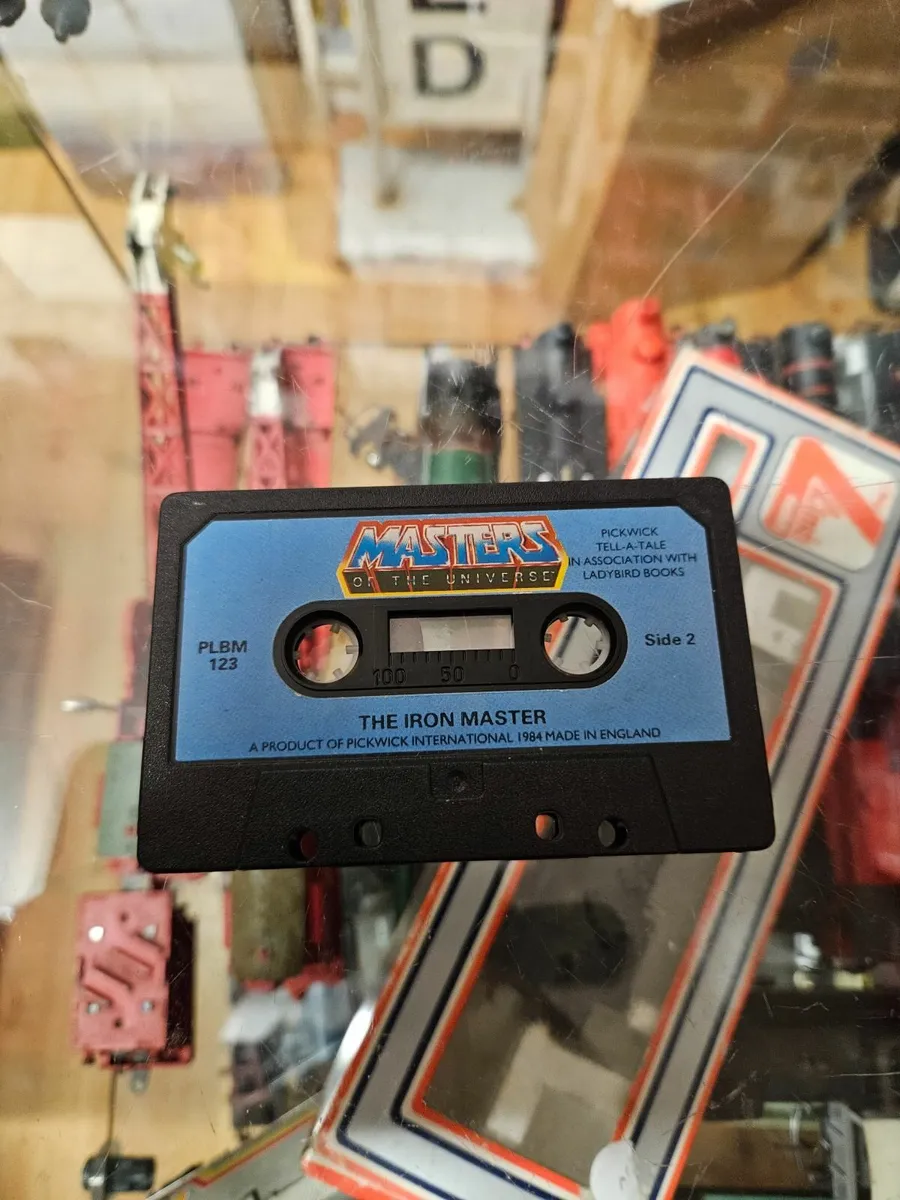 E
D
MASTERS
OF THE UNIVERSE
PICKWICK
TELL-A-TALE
IN ASSOCIATION WITH
LADYBIRD BOOKS
PLBM
123
Side 2
100 50 0
THE IRON MASTER
A PRODUCT OF PICKWICK INTERNATIONAL 1984 MADE IN ENGLAND